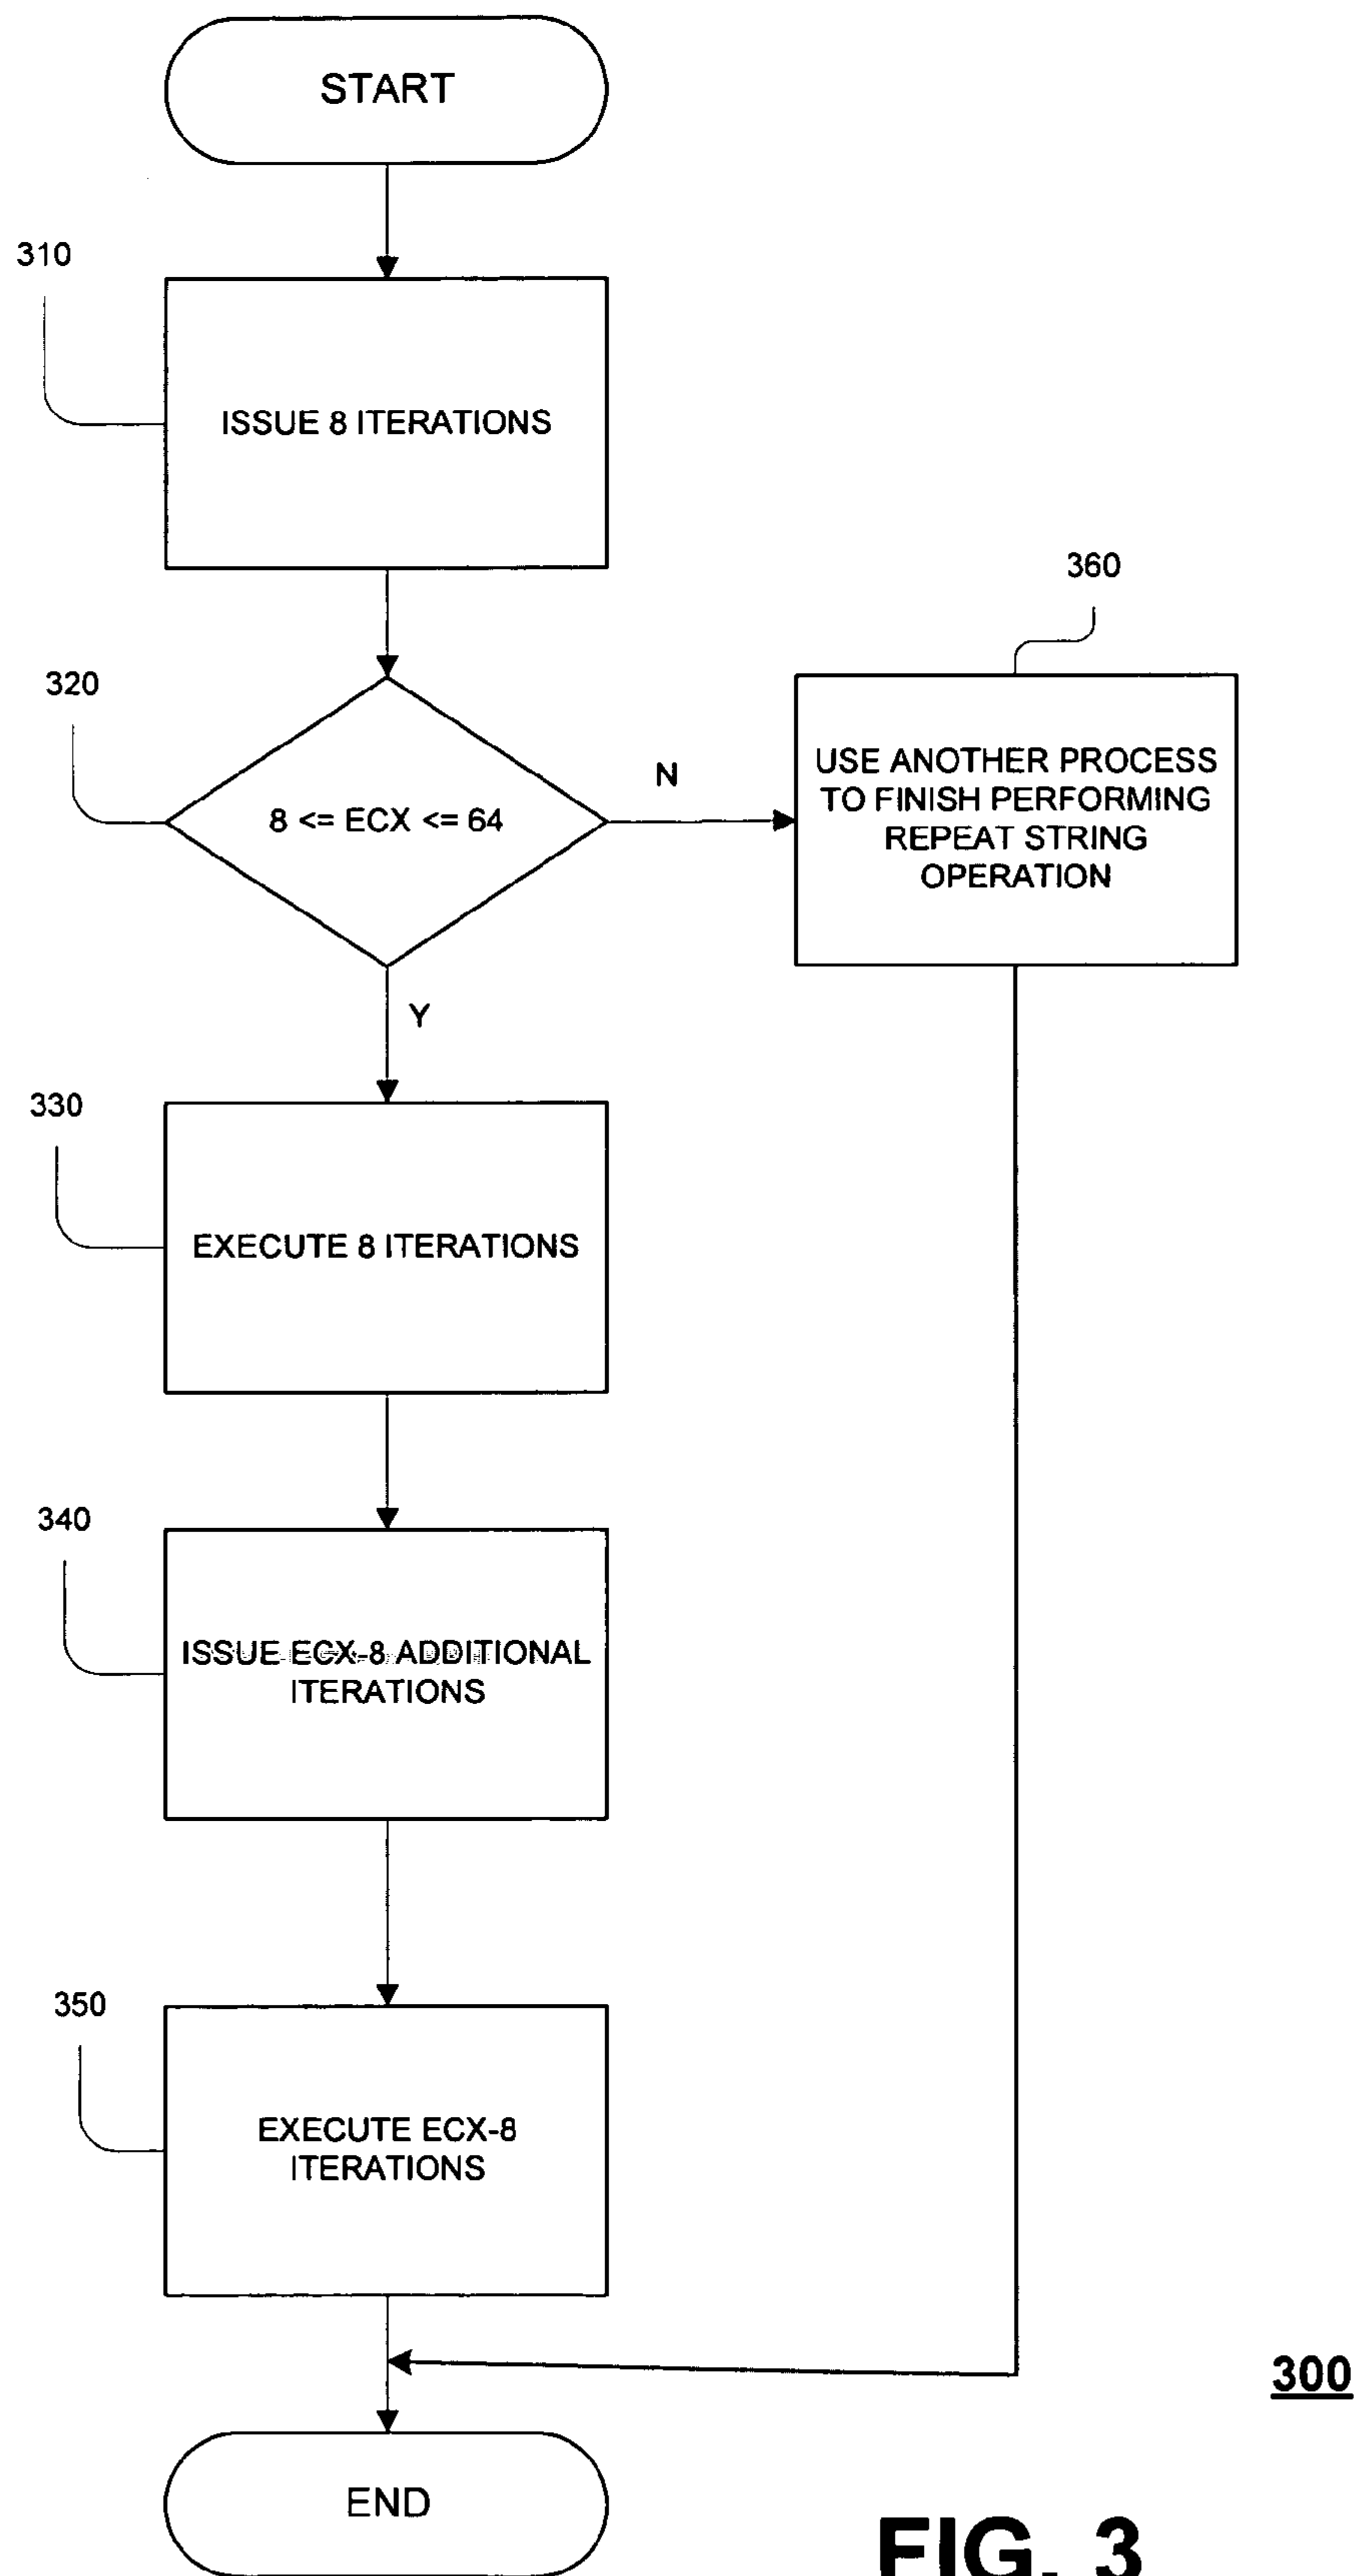 START
310
ISSUE 8 ITERATIONS
360
320
8 <= ECX <= 64
N
USE ANOTHER PROCESS
TO FINISH PERFORMING
REPEAT STRING
OPERATION
Y
330
EXECUTE 8 ITERATIONS
340
ISSUE ECX-8 ADDITIONAL
ITERATIONS
350
EXECUTE ECX-8
ITERATIONS
300
END
FIG. 3